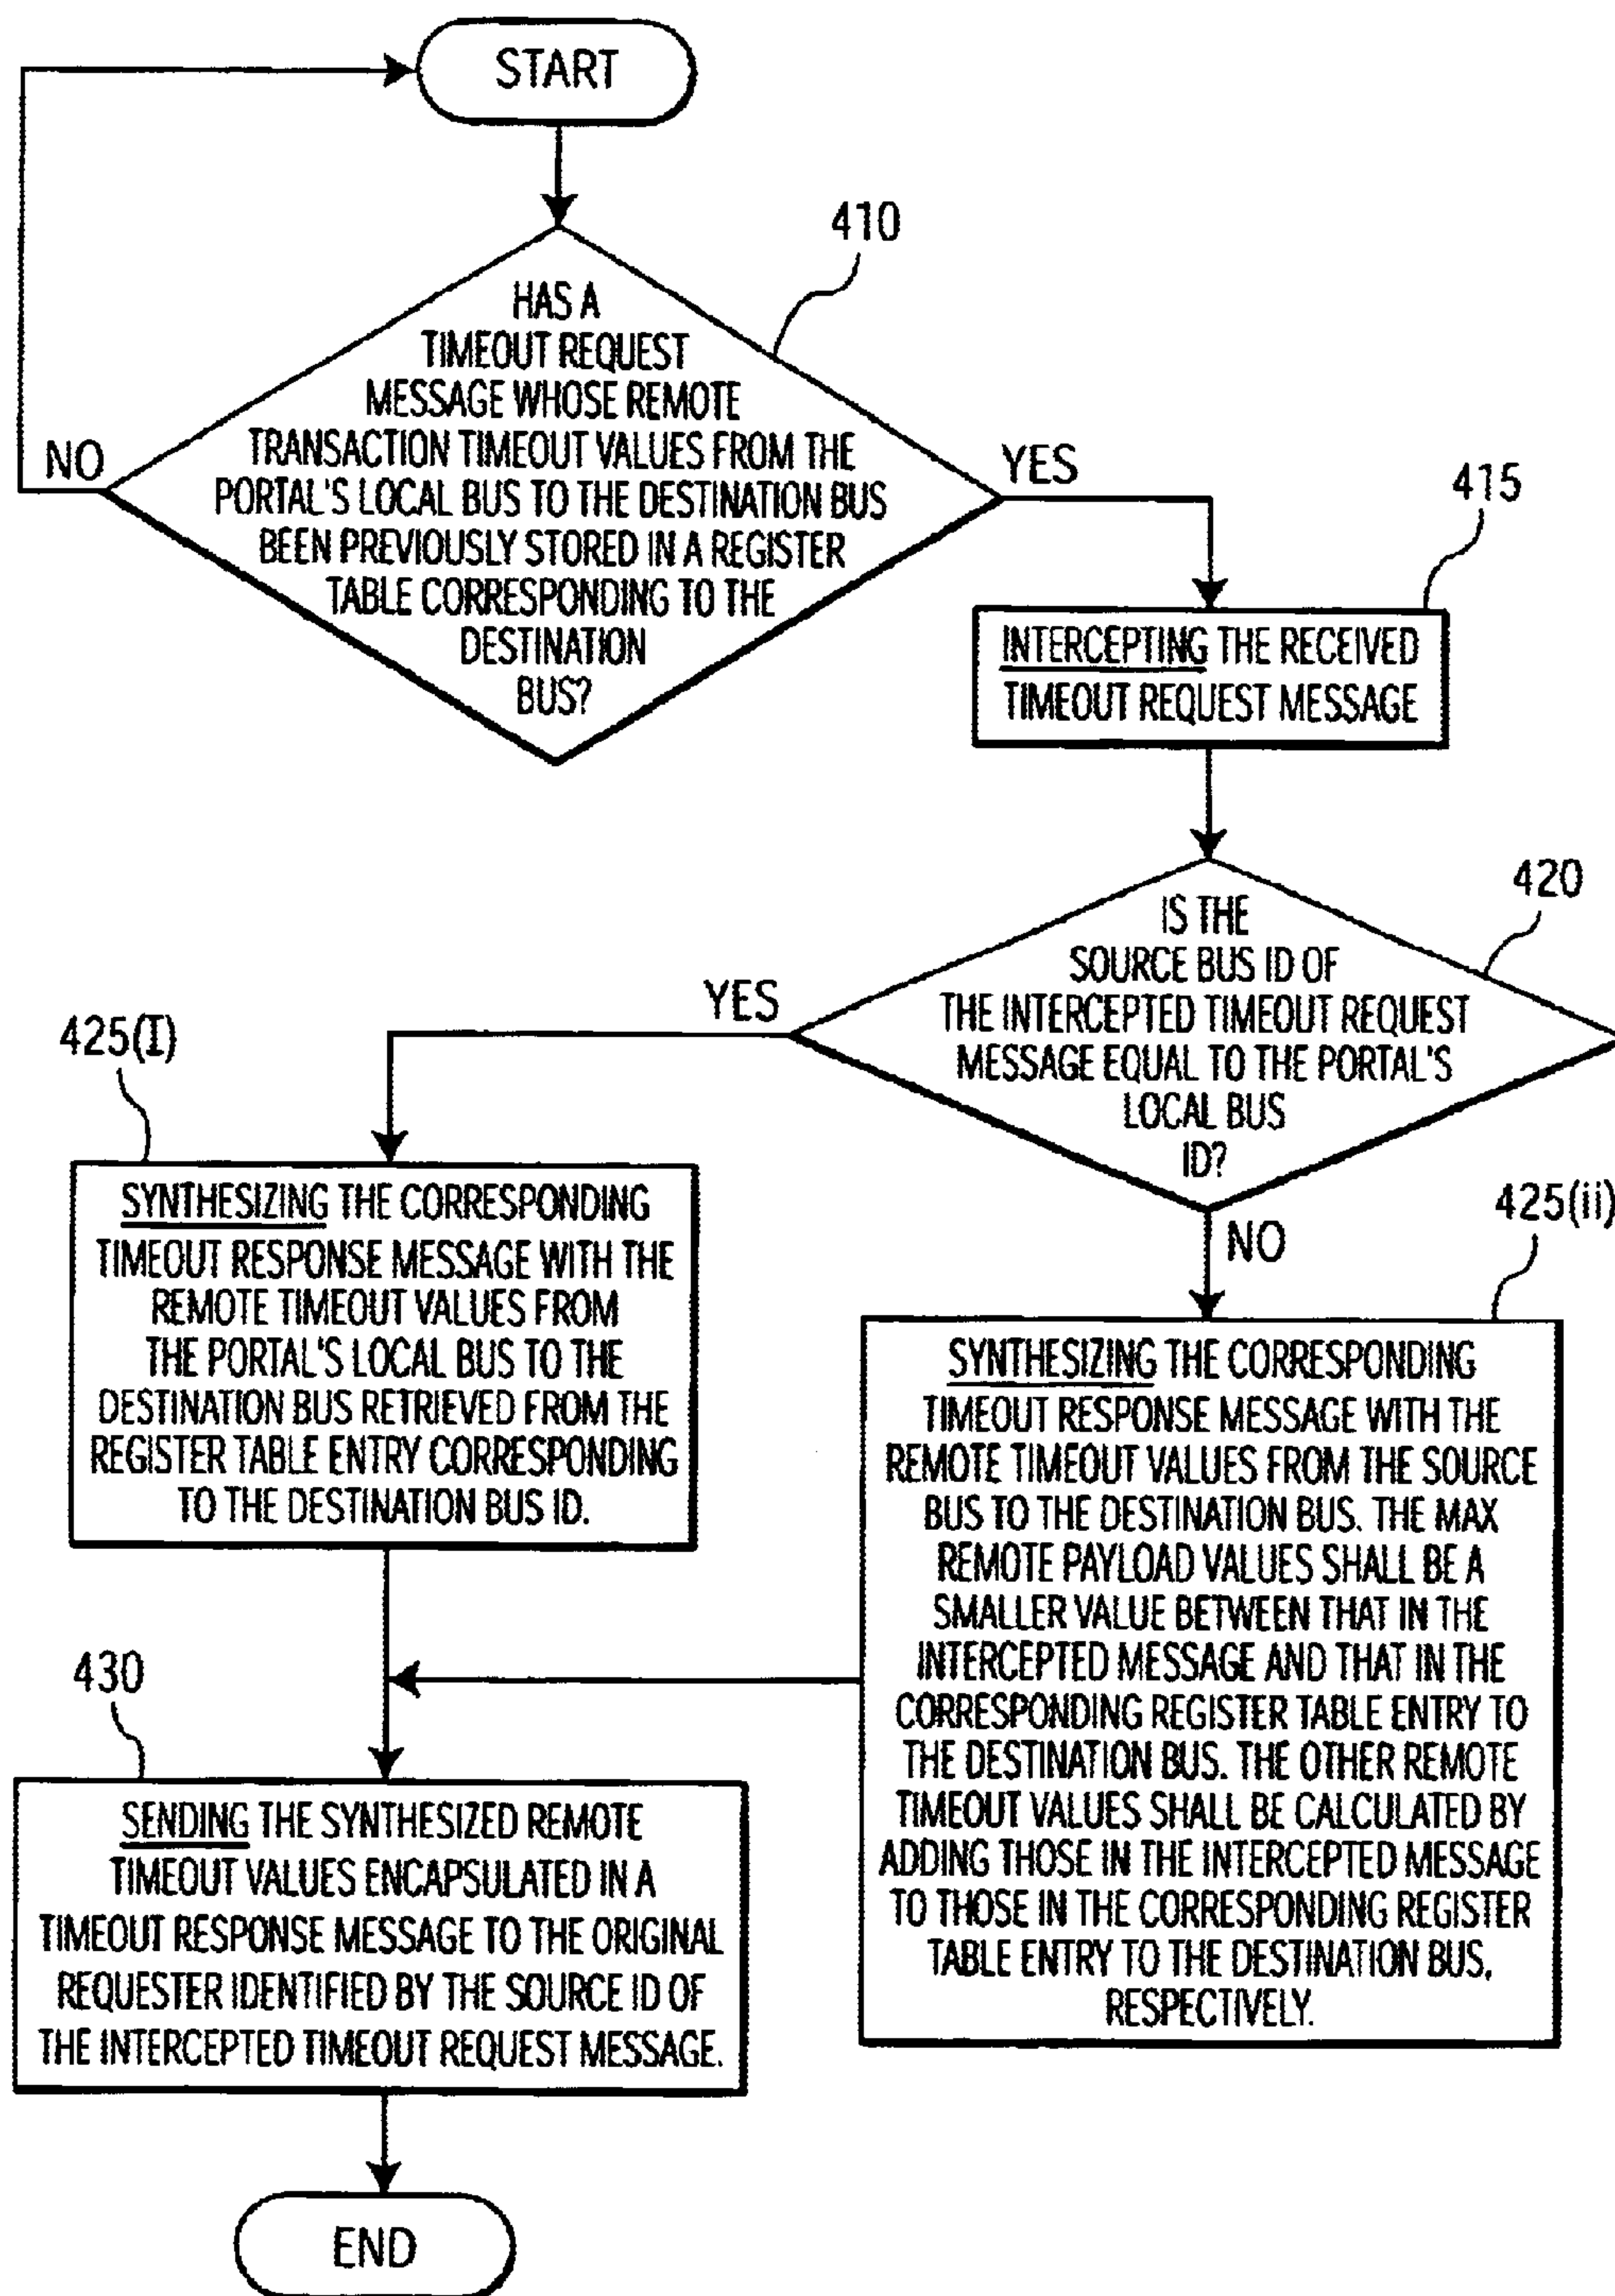 START
410
HAS A
TIMEOUT REQUEST
MESSAGE WHOSE REMOTE
TRANSACTION TIMEOUT VALUES FROM THE
PORTAL'S LOCAL BUS TO THE DESTINATION BUS
BEEN PREVIOUSLY STORED IN A REGISTER
TABLE CORRESPONDING TO THE
DESTINATION
BUS?
NO
YES
415
INTERCEPTING THE RECEIVED
TIMEOUT REQUEST MESSAGE
420
IS THE
SOURCE BUS ID OF
THE INTERCEPTED TIMEOUT REQUEST
MESSAGE EQUAL TO THE PORTAL'S
LOCAL BUS
ID?
YES
NO
425(I)
SYNTHESIZING THE CORRESPONDING
TIMEOUT RESPONSE MESSAGE WITH THE
REMOTE TIMEOUT VALUES FROM
THE PORTAL'S LOCAL BUS TO THE
DESTINATION BUS RETRIEVED FROM THE
REGISTER TABLE ENTRY CORRESPONDING
TO THE DESTINATION BUS ID.
425(ii)
SYNTHESIZING THE CORRESPONDING
TIMEOUT RESPONSE MESSAGE WITH THE
REMOTE TIMEOUT VALUES FROM THE SOURCE
BUS TO THE DESTINATION BUS. THE MAX
REMOTE PAYLOAD VALUES SHALL BE A
SMALLER VALUE BETWEEN THAT IN THE
INTERCEPTED MESSAGE AND THAT IN THE
CORRESPONDING REGISTER TABLE ENTRY TO
THE DESTINATION BUS. THE OTHER REMOTE
TIMEOUT VALUES SHALL BE CALCULATED BY
ADDING THOSE IN THE INTERCEPTED MESSAGE
TO THOSE IN THE CORRESPONDING REGISTER
TABLE ENTRY TO THE DESTINATION BUS,
RESPECTIVELY.
430
SENDING THE SYNTHESIZED REMOTE
TIMEOUT VALUES ENCAPSULATED IN A
TIMEOUT RESPONSE MESSAGE TO THE ORIGINAL
REQUESTER IDENTIFIED BY THE SOURCE ID OF
THE INTERCEPTED TIMEOUT REQUEST MESSAGE.
END